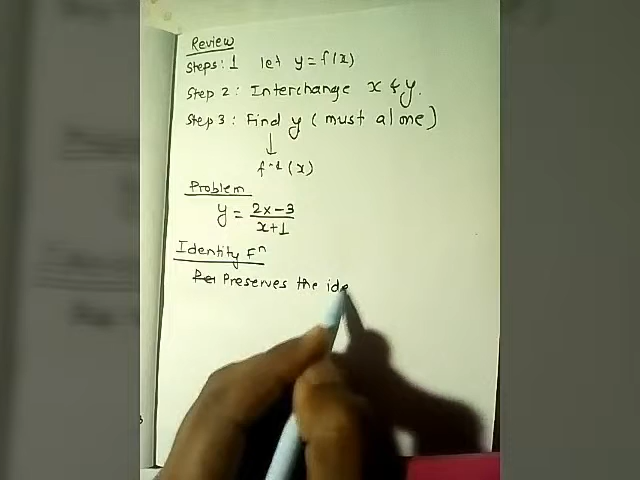 Review
Steps: 1 let y = f(x)
Step 2: Interchange x & y.
Step 3: Find y (must alone)
↓
f^-1 (x)
Problem
y = 2x-3 / x+1
Identity Fⁿ
Preserves the ide